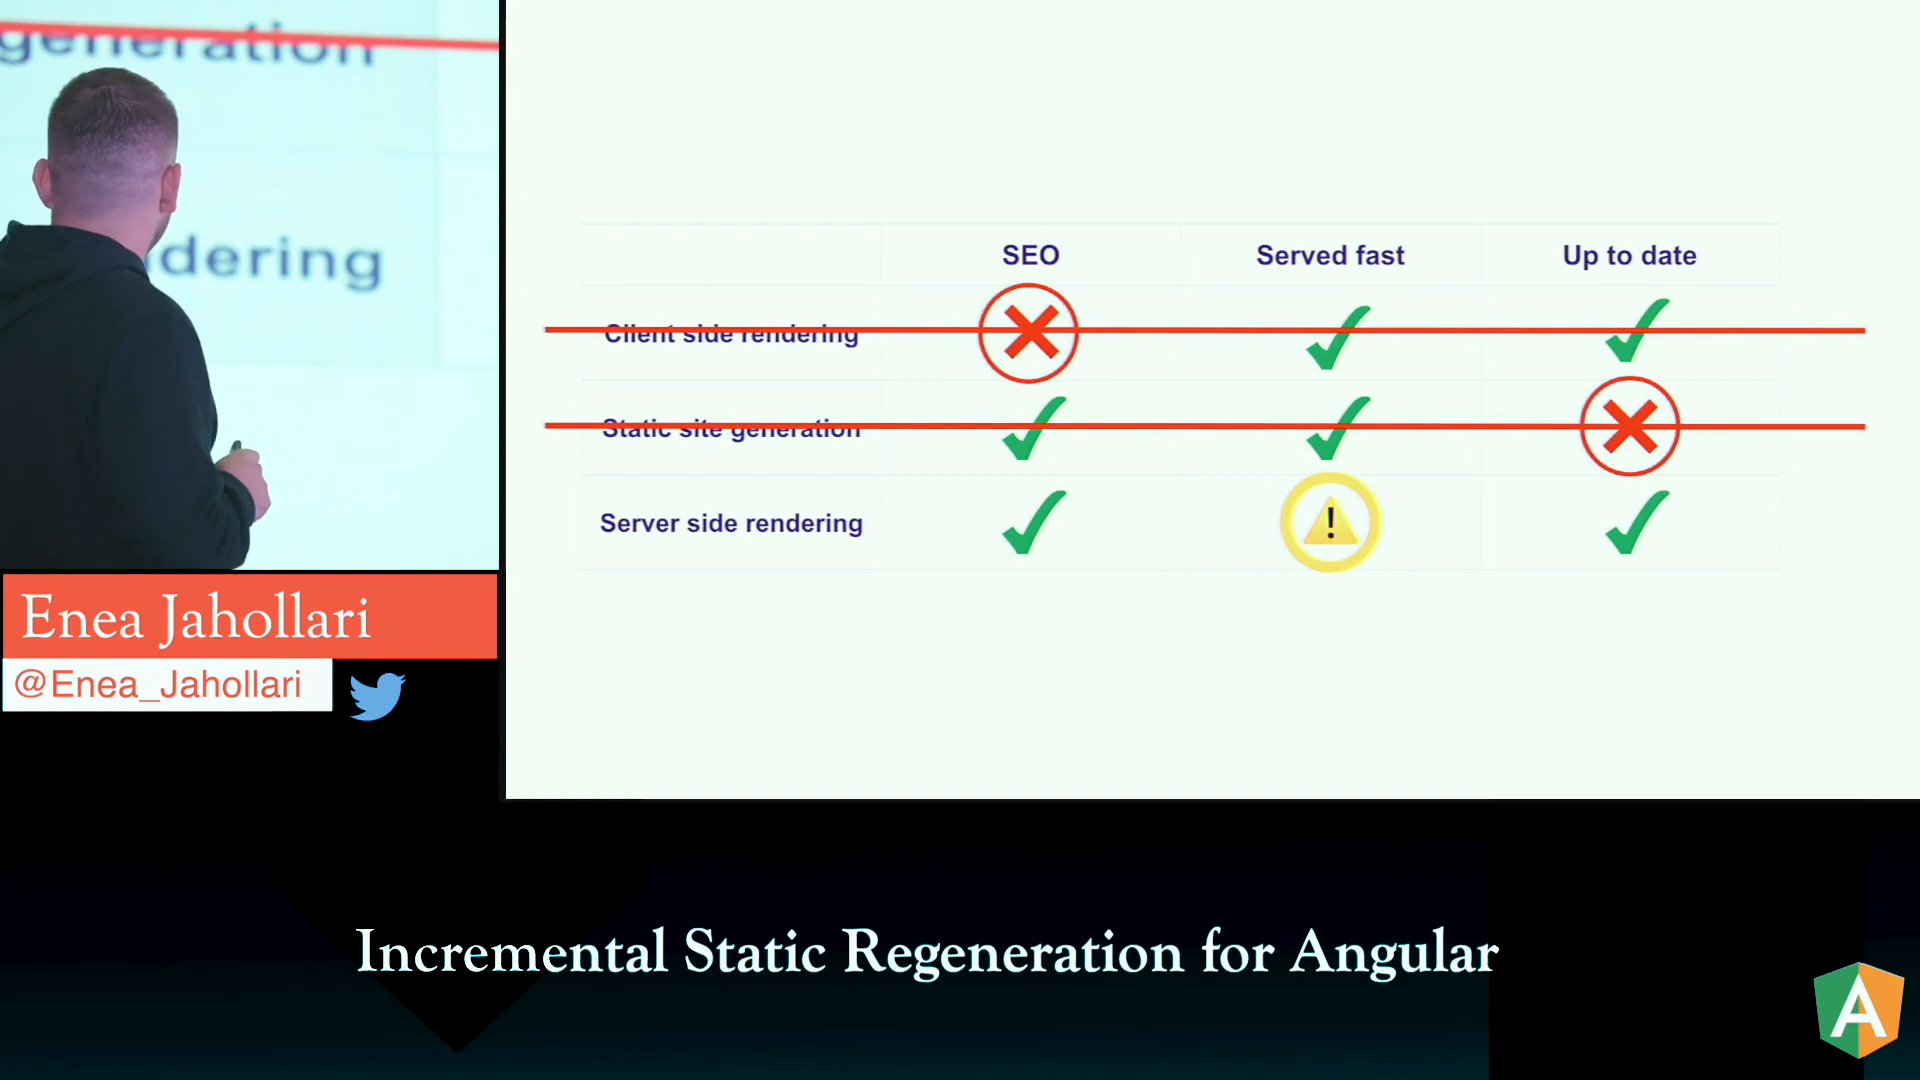 generation
dering
Enea Jahollari
@Enea_Jahollari
SEO Served fast Up to date
Client side rendering
Static site generation
Server side rendering
Incremental Static Regeneration for Angular
A